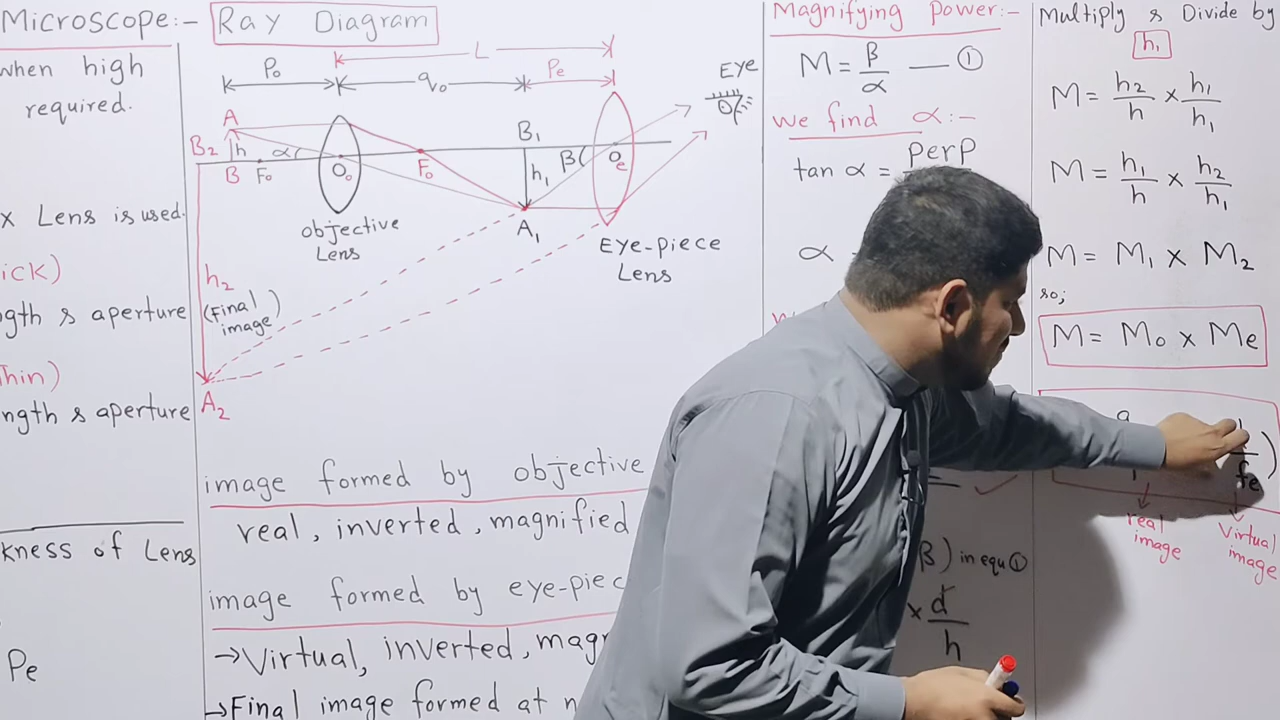 Microscope:-
when high
required.
x Lens is used.
ick)
gth & aperture
Thin)
ength & aperture
kness of Lens
Pe
Ray Diagram
L
Po
qo
Pe
Eye
A
B2
h
α
B
Fo
Oo
Fo
B1
h1
β
Oe
A1
objective
Lens
Eye-piece
Lens
h2
(Final
image)
A2
image formed by objective
real, inverted, magnified
image formed by eye-piec
→Virtual, inverted, mag
→Final image formed at n
Magnifying Power:-
M = β/α — ①
we find α:-
tan α = perp
α
β) in equ ①
× d/h
Multiply & Divide by
h1
M = h2/h × h1/h1
M = h1/h × h2/h1
M = M1 × M2
so;
M = Mo × Me
fe)
real
image
Virtual
image